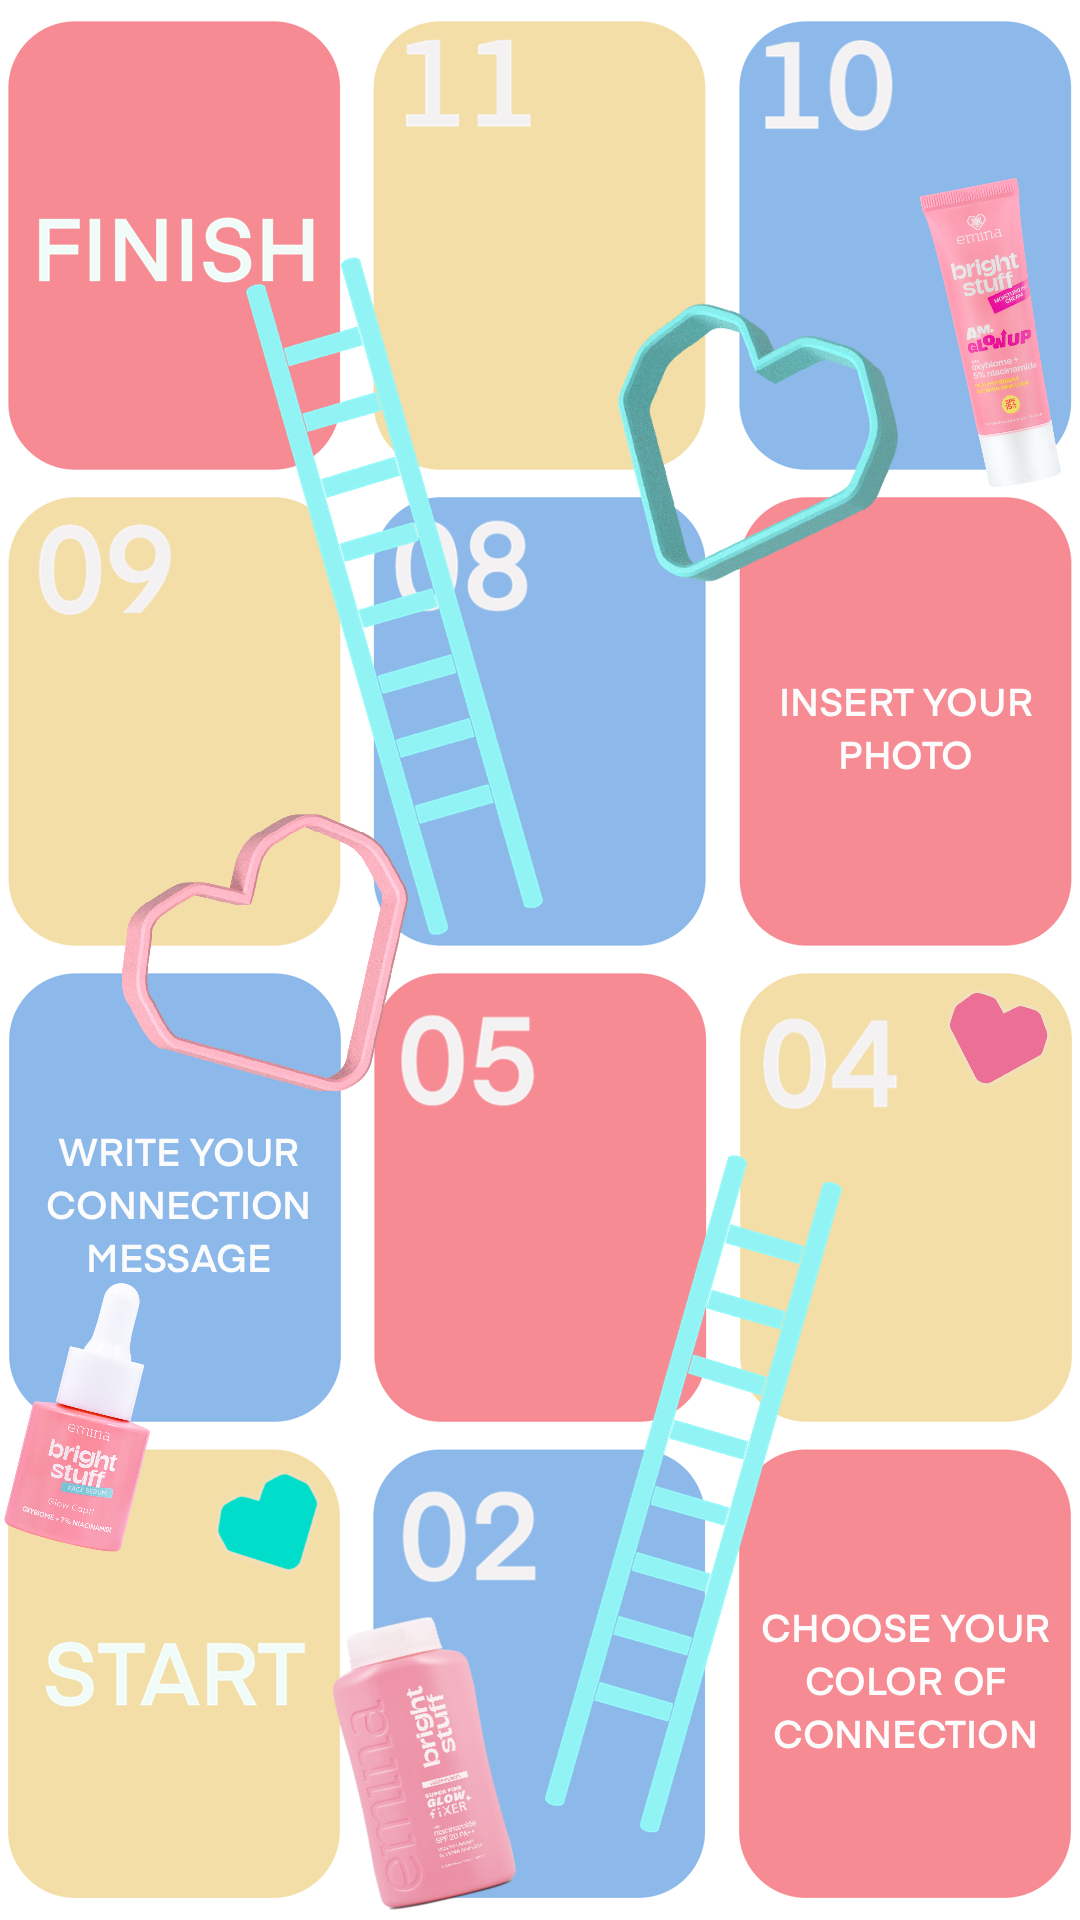 FINISH
11
10
emina
bright
stuff
MOISTURIZING
CREAM
AM.
GLOW UP
oxybiome +
5% niacinamide
09
08
INSERT YOUR
PHOTO
WRITE YOUR
CONNECTION
MESSAGE
05
04
emina
bright
stuff
FACE SERUM
Glow Capt!
OXYBIOME + 7% NIACINAMIDE
START
02
emina
bright
stuff
SUPER FINE
GLOW+
FIXER
niacinamide
SPF 20 PA++
CHOOSE YOUR
COLOR OF
CONNECTION